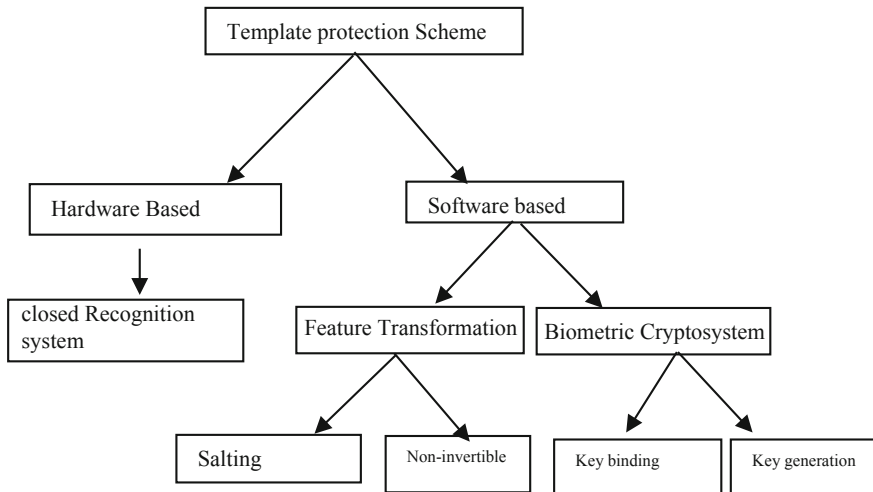 Template protection Scheme
Hardware Based
Software based
closed Recognition
system
Feature Transformation
Biometric Cryptosystem
Salting
Non-invertible
Key binding
Key generation